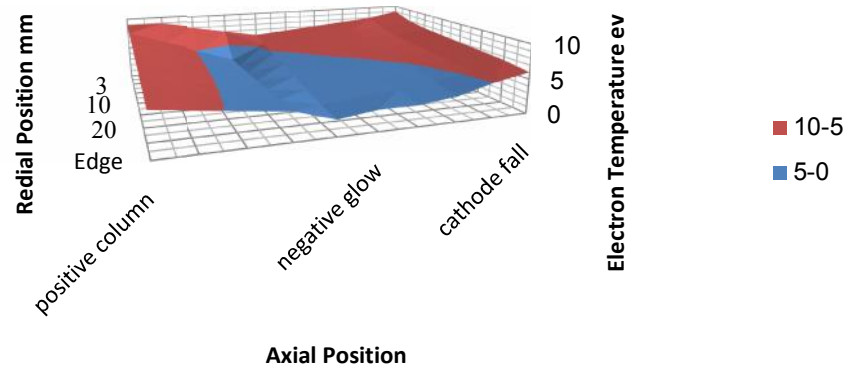 Redial Position mm
3
10
20
Edge
positive column
negative glow
cathode fall
Axial Position
10
5
0
Electron Temperature ev
10-5
5-0